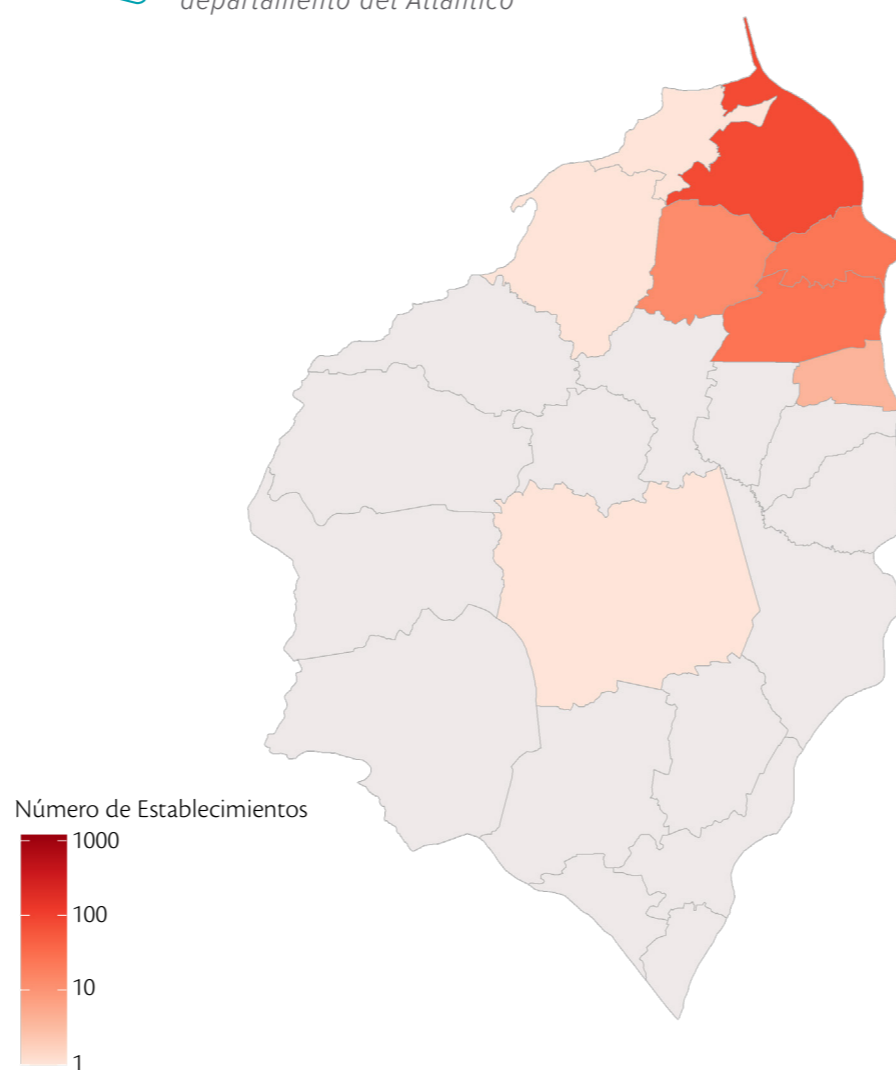 departamento del Atlántico
Número de Establecimientos
1000
100
10
1